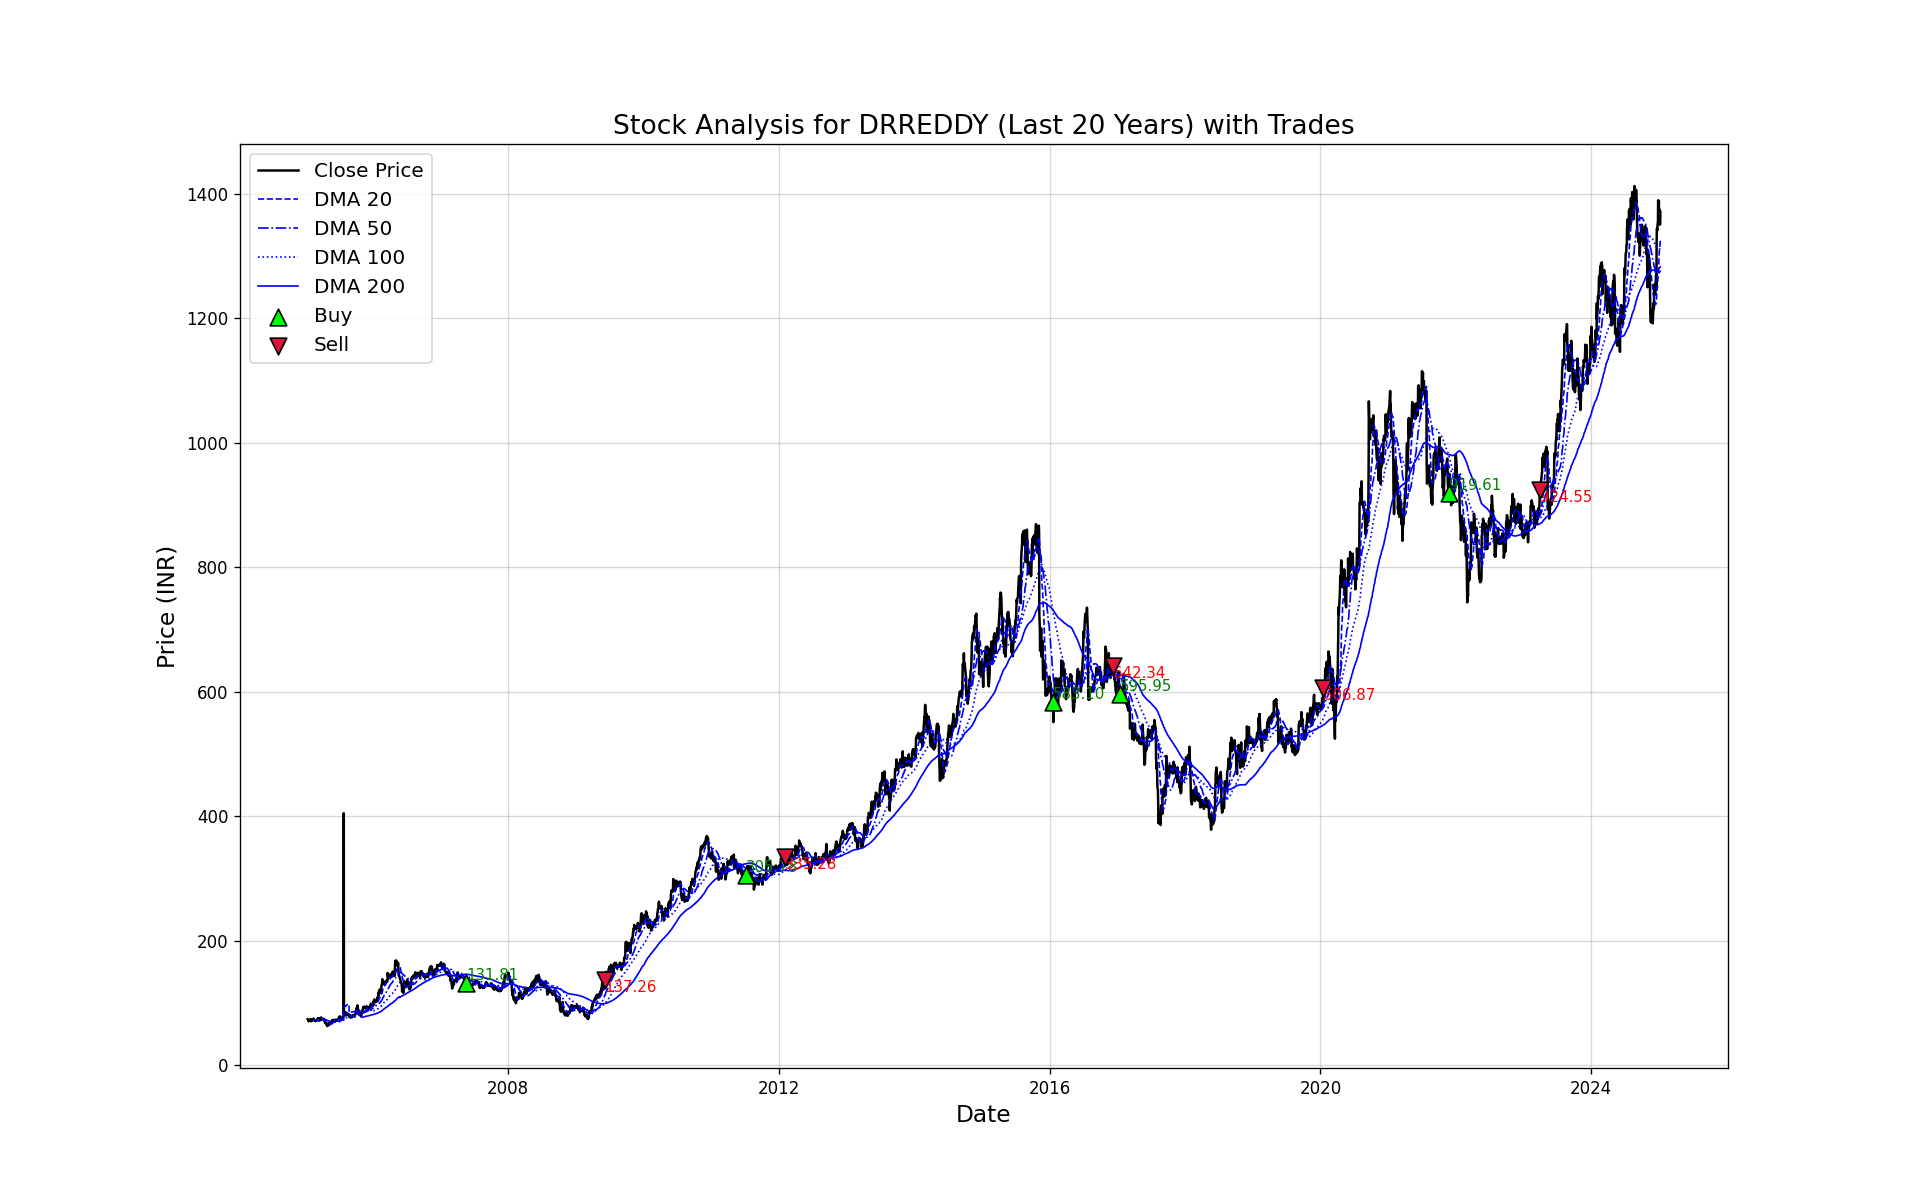 Stock Analysis for DRREDDY (Last 20 Years) with Trades
Close Price
DMA 20
DMA 50
DMA 100
DMA 200
Buy
Sell
Price (INR)
1400
1200
1000
800
600
400
200
0
919.61
924.55
642.34
595.95
606.87
131.81
137.26
2008
2012
2016
2020
2024
Date